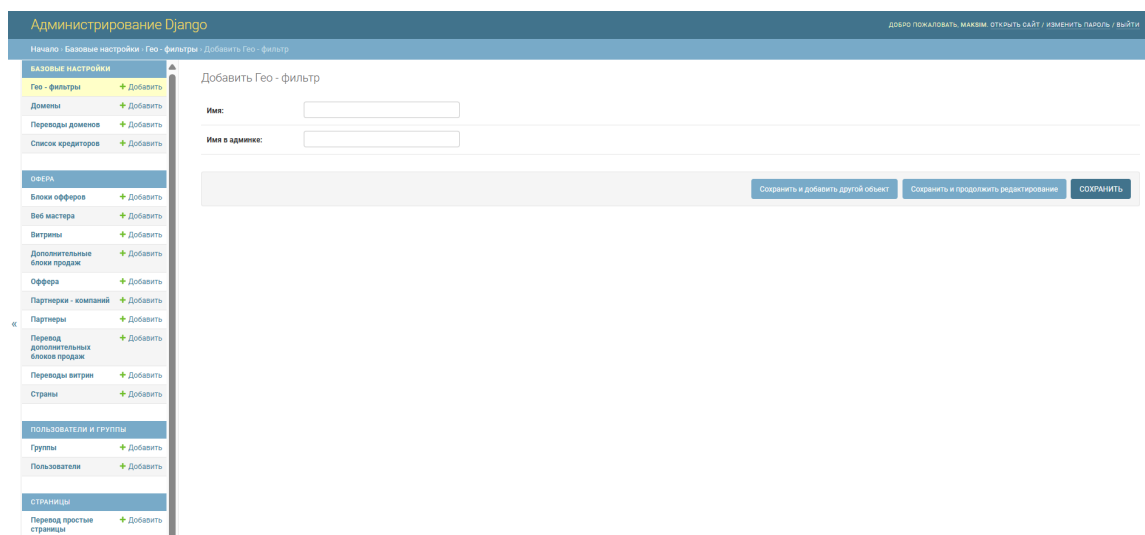 Администрирование Django
ДОБРО ПОЖАЛОВАТЬ, MAKSIM. ОТКРЫТЬ САЙТ / ИЗМЕНИТЬ ПАРОЛЬ / ВЫЙТИ
Начало › Базовые настройки › Гео - фильтры › Добавить Гео - фильтр
БАЗОВЫЕ НАСТРОЙКИ
Гео - фильтры + Добавить
Домены + Добавить
Переводы доменов + Добавить
Список кредиторов + Добавить
ОФЕРА
Блоки офферов + Добавить
Веб мастера + Добавить
Витрины + Добавить
Дополнительные + Добавить
блоки продаж
Оффера + Добавить
Партнерки - компаний + Добавить
Партнеры + Добавить
Перевод + Добавить
дополнительных
блоков продаж
Переводы витрин + Добавить
Страны + Добавить
ПОЛЬЗОВАТЕЛИ И ГРУППЫ
Группы + Добавить
Пользователи + Добавить
СТРАНИЦЫ
Перевод простые + Добавить
страницы
«
Добавить Гео - фильтр
Имя:
Имя в админке:
Сохранить и добавить другой объект
Сохранить и продолжить редактирование
СОХРАНИТЬ